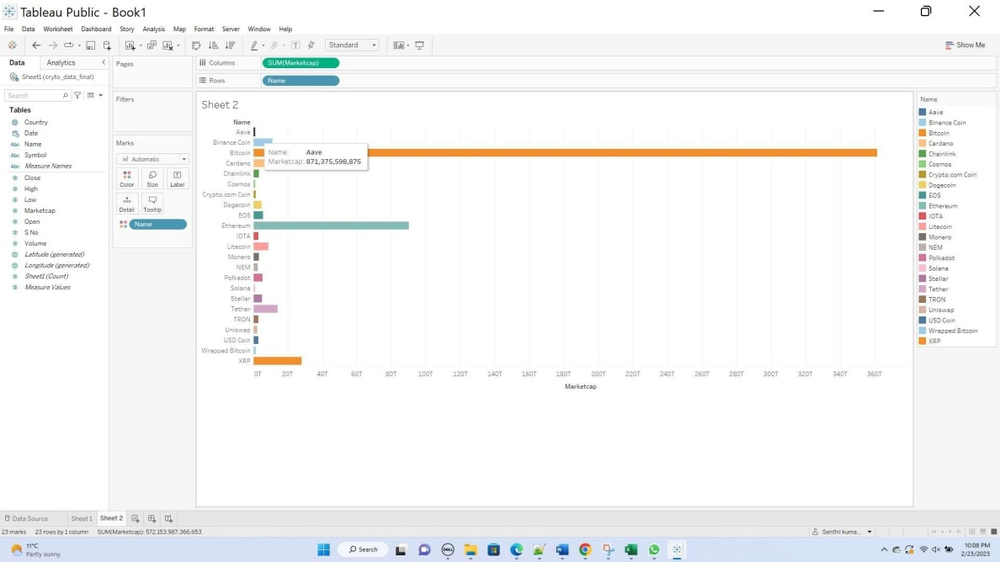 Tableau Public - Book1
File Data Worksheet Dashboard Story Analysis Map Format Server Window Help
Standard
Show Me
Data Analytics
Sheet1 (cryto_data_final)
Search
Tables
Country
Date
Abc Name
Abc Symbol
Abc Measure Names
# Close
# High
# Low
# Marketcap
# Open
# S No
# Volume
Latitude (generated)
Longitude (generated)
# Sheet1 (Count)
# Measure Values
Pages
Filters
Marks
Automatic
Color Size Label
Detail Tooltip
Name
Columns SUM(Marketcap)
Rows Name
Sheet 2
Name
Aave
Binance Coin
Bitcoin
Cardano
Chainlink
Cosmos
Crypto.com Coin
Dogecoin
EOS
Ethereum
IOTA
Litecoin
Monero
NEM
Polkadot
Solana
Stellar
Tether
TRON
Uniswap
USD Coin
Wrapped Bitcoin
XRP
Name: Aave
Marketcap: 871,375,598,875
0T 20T 40T 60T 80T 100T 120T 140T 160T 180T 200T 220T 240T 260T 280T 300T 320T 340T 360T
Marketcap
Name
Aave
Binance Coin
Bitcoin
Cardano
Chainlink
Cosmos
Crypto.com Coin
Dogecoin
EOS
Ethereum
IOTA
Litecoin
Monero
NEM
Polkadot
Solana
Stellar
Tether
TRON
Uniswap
USD Coin
Wrapped Bitcoin
XRP
Data Source Sheet 1 Sheet 2
23 marks 23 rows by 1 column SUM(Marketcap): 572,153,987,366,653
Senthil kuma...
11°C
Partly sunny
Search
DELL
10:08 PM
2/23/2023